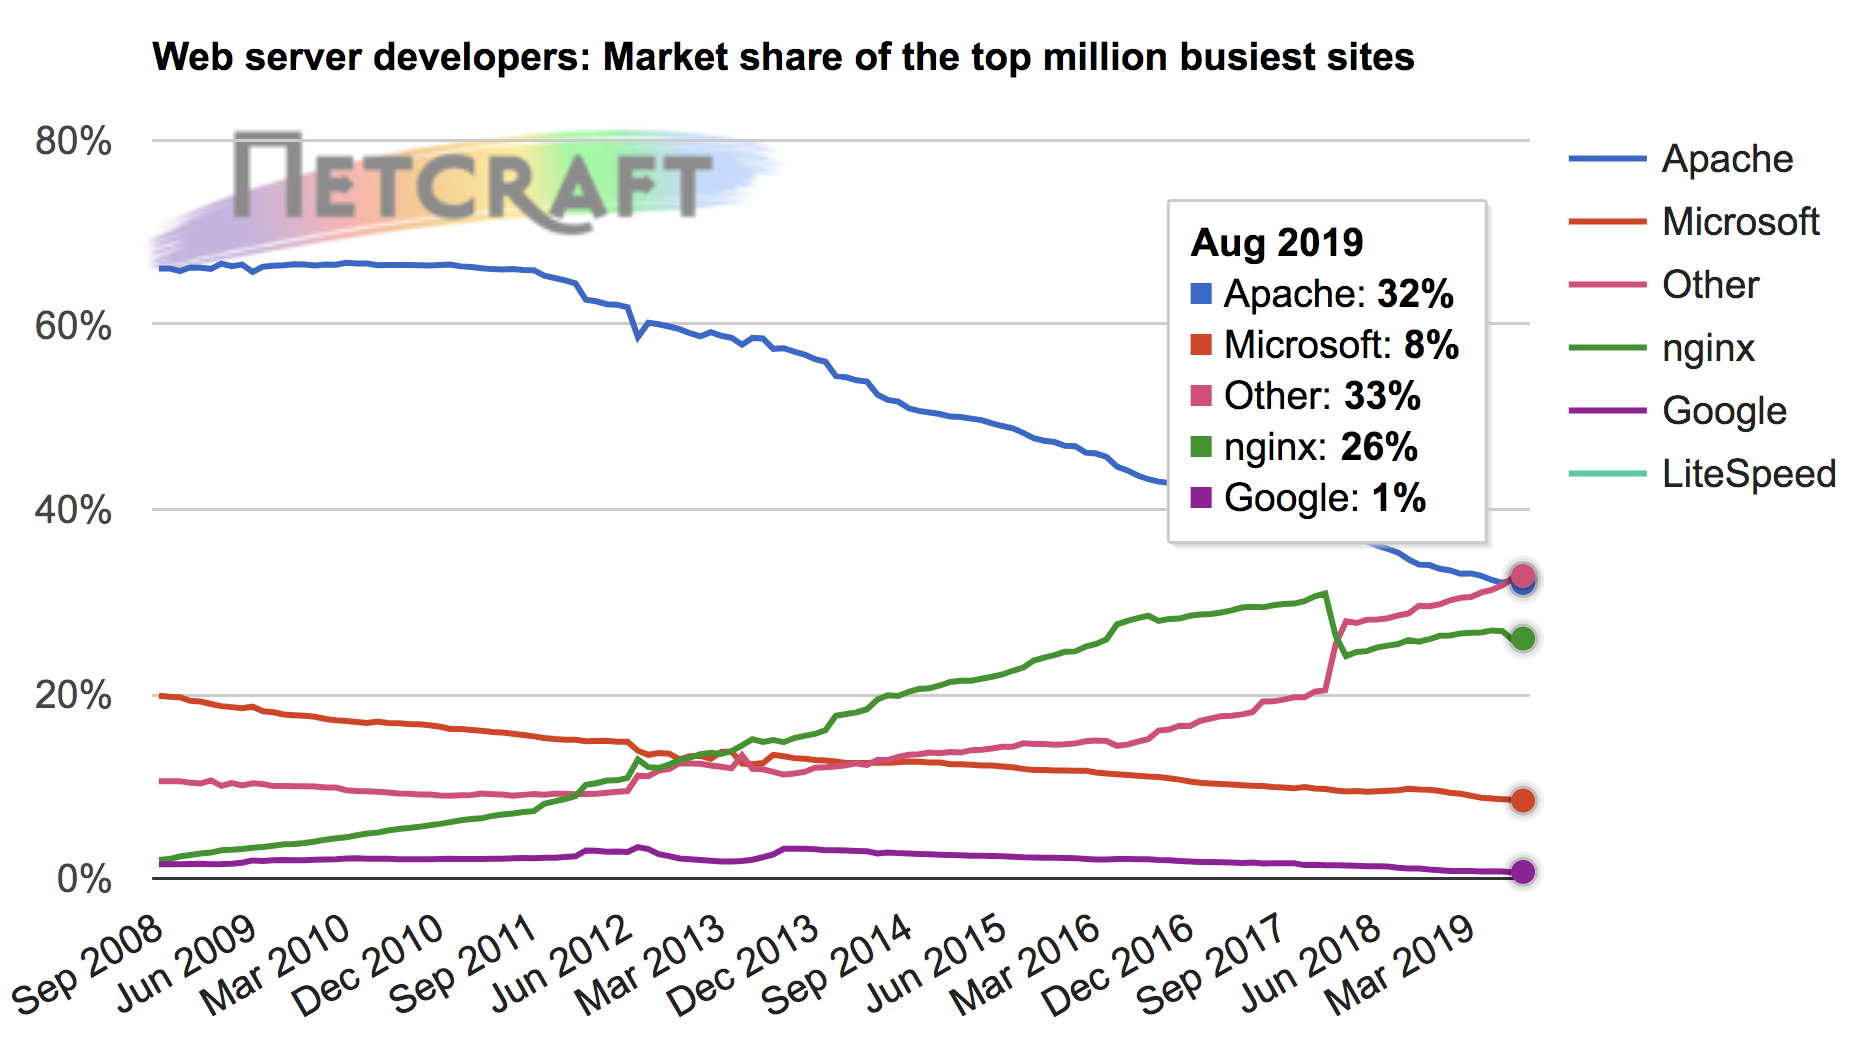 Web server developers: Market share of the top million busiest sites
NETCRAFT
80%
60%
40%
20%
0%
Aug 2019
Apache: 32%
Microsoft: 8%
Other: 33%
nginx: 26%
Google: 1%
Apache
Microsoft
Other
nginx
Google
LiteSpeed
Sep 2008
Jun 2009
Mar 2010
Dec 2010
Sep 2011
Jun 2012
Mar 2013
Dec 2013
Sep 2014
Jun 2015
Mar 2016
Dec 2016
Sep 2017
Jun 2018
Mar 2019